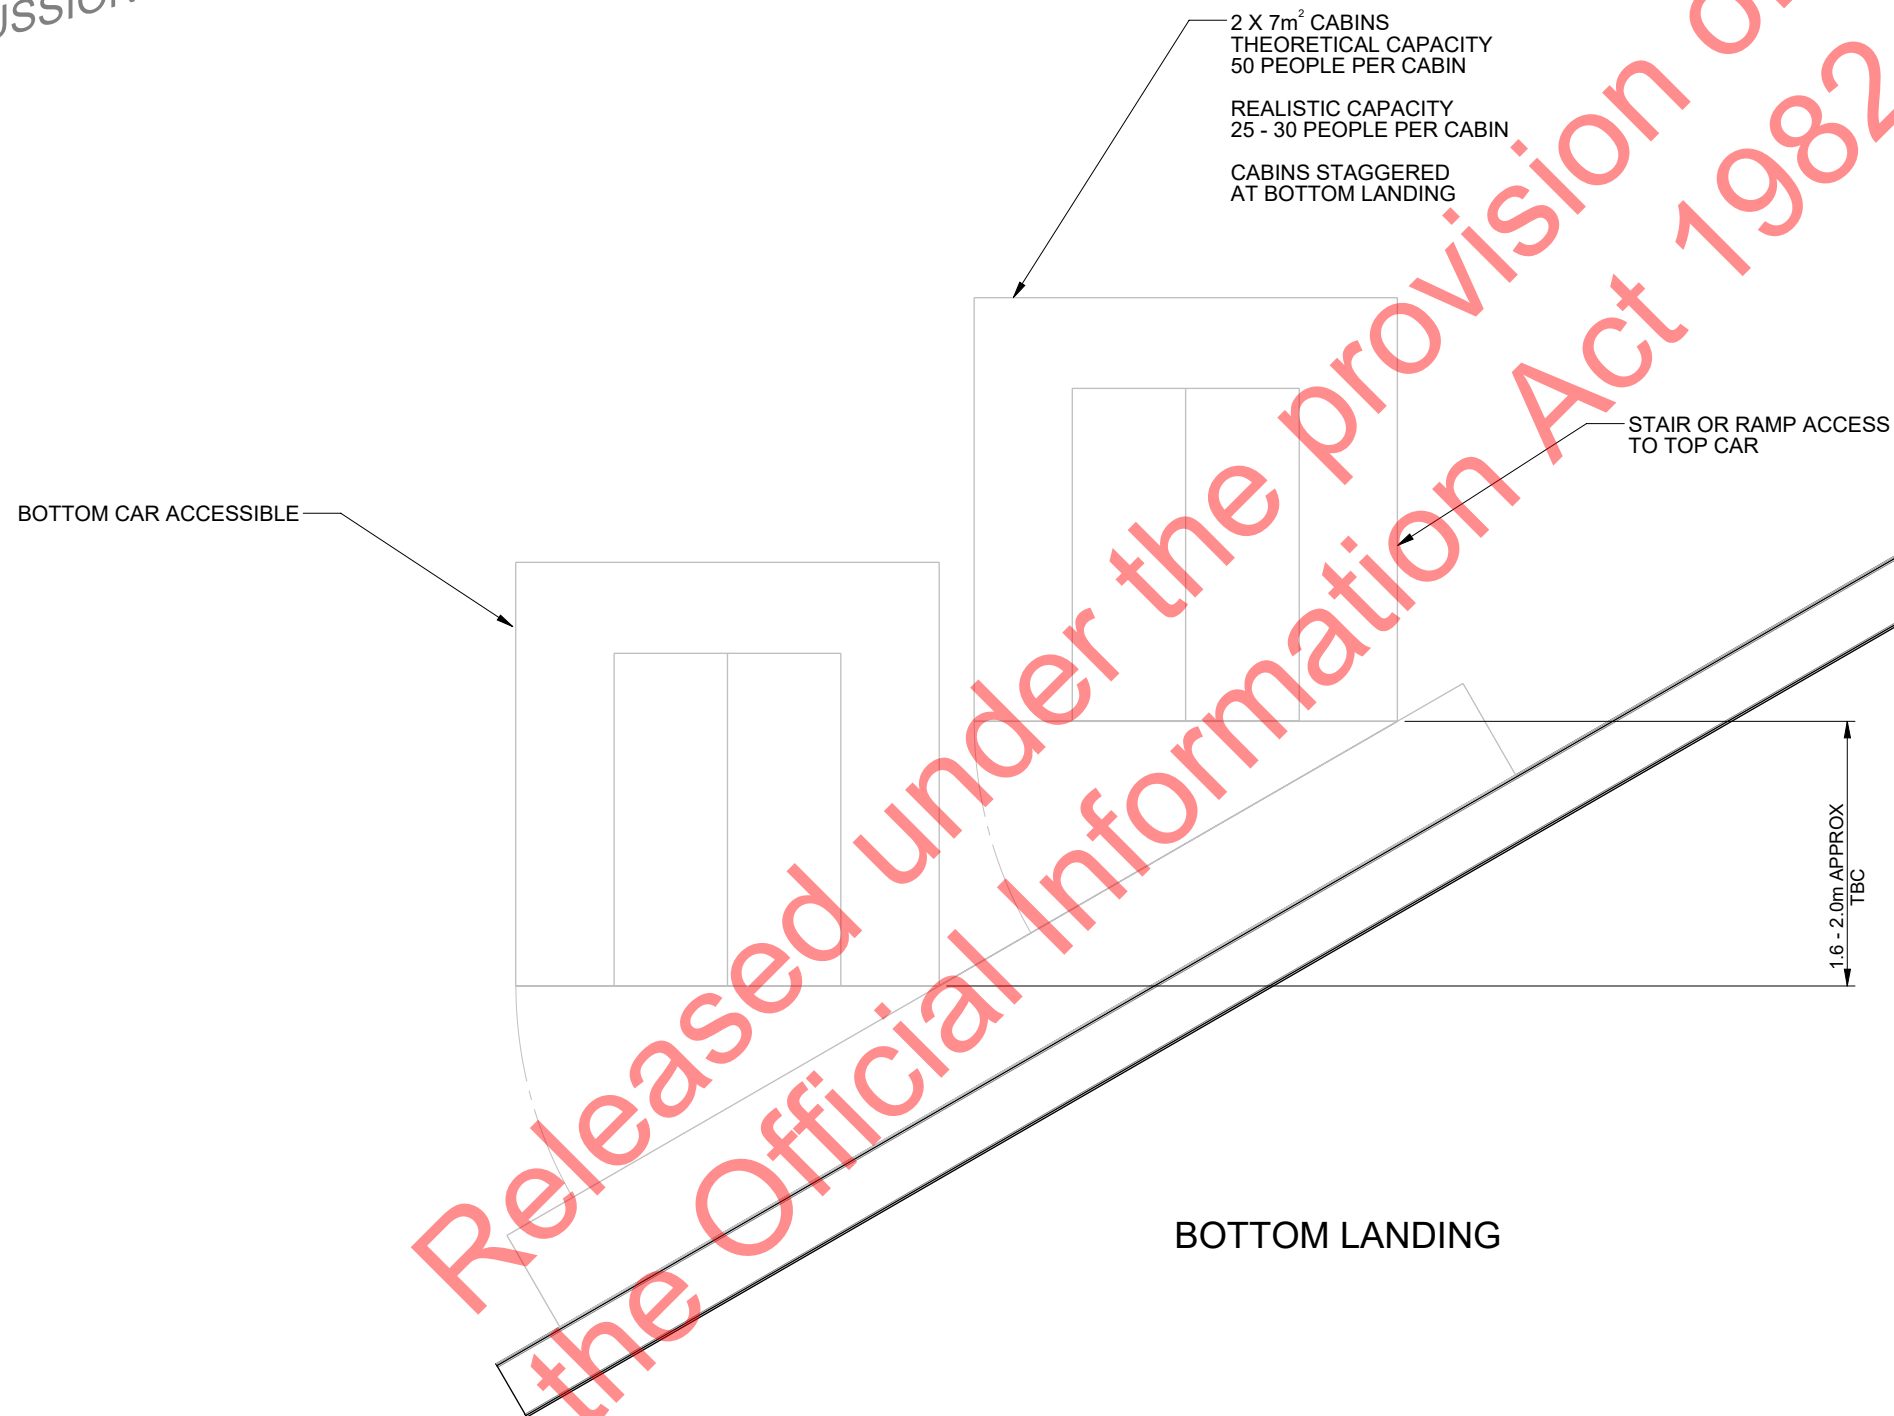 2 X 7m² CABINS
THEORETICAL CAPACITY
50 PEOPLE PER CABIN
REALISTIC CAPACITY
25 - 30 PEOPLE PER CABIN
CABINS STAGGERED
AT BOTTOM LANDING
STAIR OR RAMP ACCESS
TO TOP CAR
BOTTOM CAR ACCESSIBLE
1.6 - 2.0m APPROX
TBC
BOTTOM LANDING
Released under the provision
the Official Information Act 1982